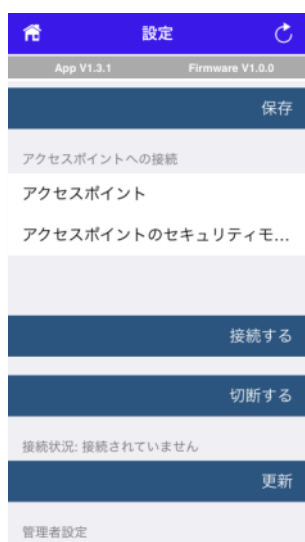 設定
App V1.3.1 Firmware V1.0.0
保存
アクセスポイントへの接続
アクセスポイント
アクセスポイントのセキュリティモ...
接続する
切断する
接続状況: 接続されていません
更新
管理者設定